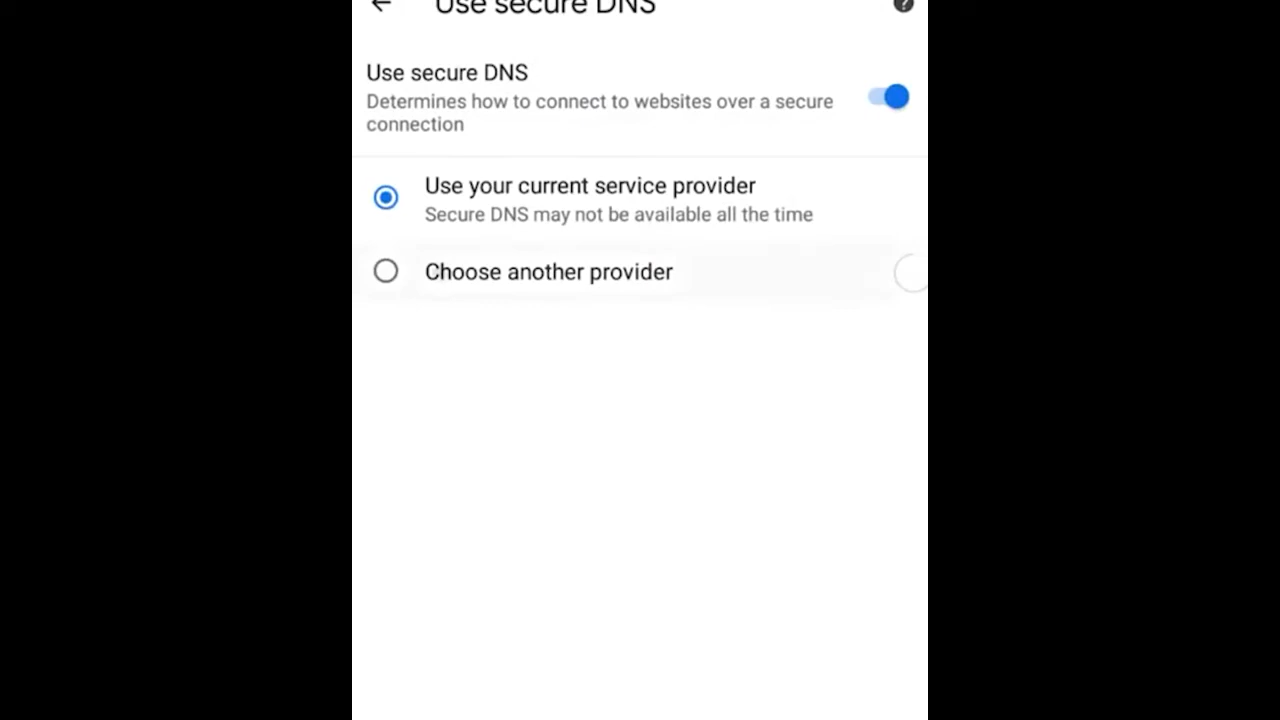 Use secure DNS
Use secure DNS
Determines how to connect to websites over a secure
connection
Use your current service provider
Secure DNS may not be available all the time
Choose another provider